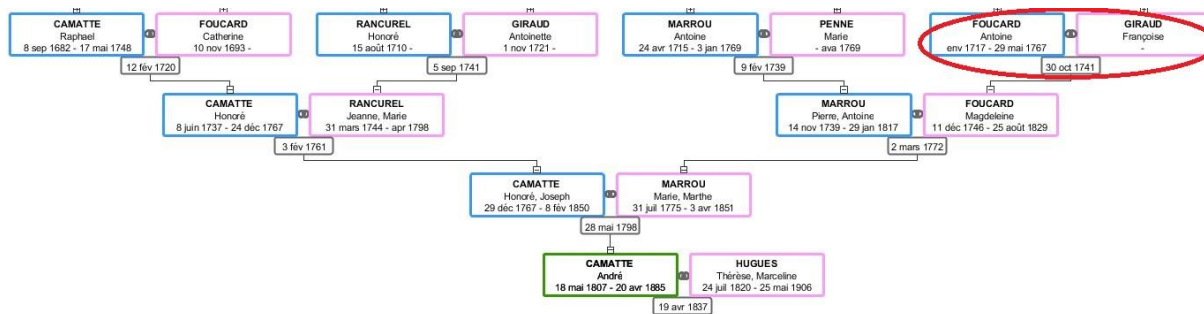 CAMATTE
Raphael
8 sep 1682 - 17 mai 1748
FOUCARD
Catherine
10 nov 1693 -
12 fév 1720
RANCUREL
Honoré
15 août 1710 -
GIRAUD
Antoinette
1 nov 1721 -
5 sep 1741
MARROU
Antoine
24 avr 1715 - 3 jan 1769
PENNE
Marie
- ava 1769
9 fév 1739
FOUCARD
Antoine
env 1717 - 29 mai 1767
GIRAUD
Françoise
-
30 oct 1741
CAMATTE
Honoré
8 juin 1737 - 24 déc 1767
RANCUREL
Jeanne, Marie
31 mars 1744 - apr 1798
3 fév 1761
MARROU
Pierre, Antoine
14 nov 1739 - 29 jan 1817
FOUCARD
Magdeleine
11 déc 1746 - 25 août 1829
2 mars 1772
CAMATTE
Honoré, Joseph
29 déc 1767 - 8 fév 1850
MARROU
Marie, Marthe
31 juil 1775 - 3 avr 1851
28 mai 1798
CAMATTE
André
18 mai 1807 - 20 avr 1885
HUGUES
Thérèse, Marceline
24 juil 1820 - 25 mai 1906
19 avr 1837